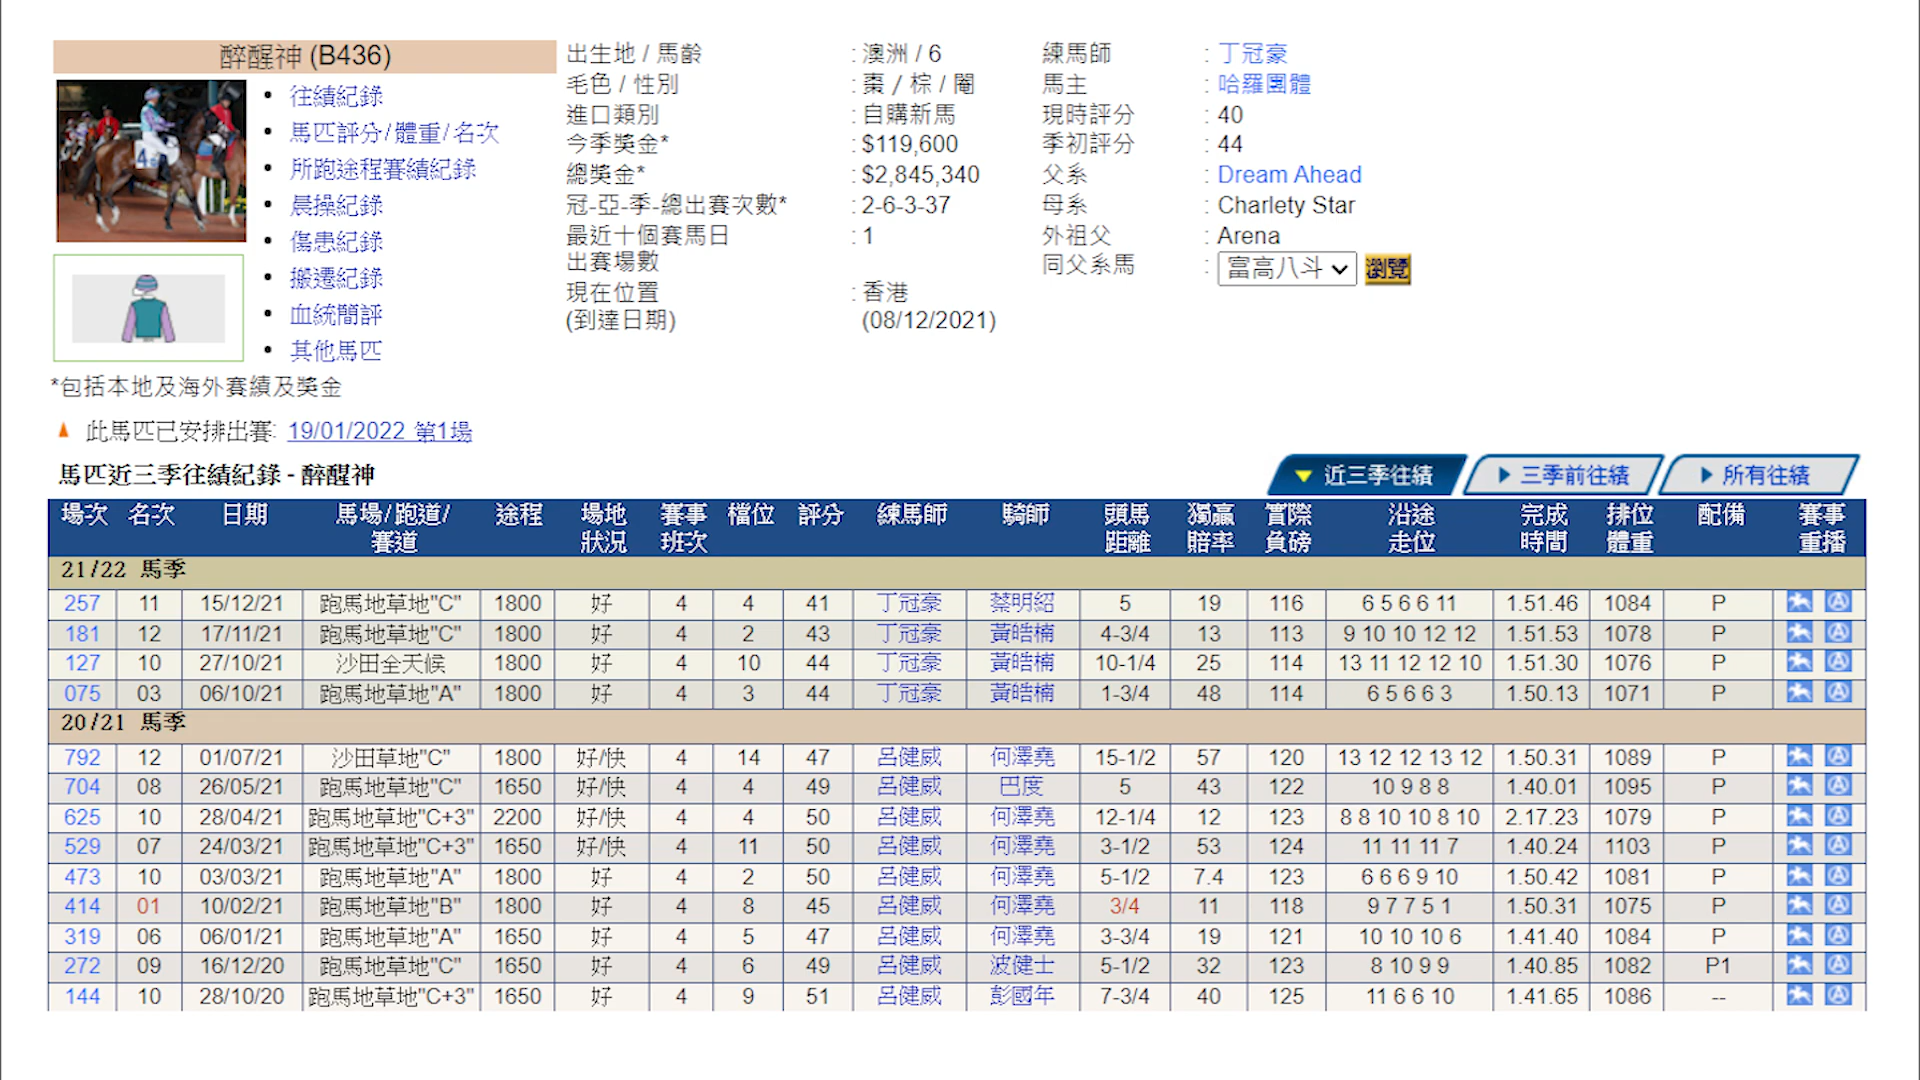 醉醒神 (B436)
• 往績紀錄
• 馬匹評分/體重/名次
• 所跑途程賽績紀錄
• 晨操紀錄
• 傷患紀錄
• 搬遷紀錄
• 血統簡評
• 其他馬匹
出生地 / 馬齡 : 澳洲 / 6
毛色 / 性別 : 棗 / 棕 / 閹
進口類別 : 自購新馬
今季獎金* : $119,600
總獎金* : $2,845,340
冠-亞-季-總出賽次數* : 2-6-3-37
最近十個賽馬日 : 1
出賽場數
現在位置 : 香港
(到達日期) (08/12/2021)
練馬師 : 丁冠豪
馬主 : 哈羅團體
現時評分 : 40
季初評分 : 44
父系 : Dream Ahead
母系 : Charlety Star
外祖父 : Arena
同父系馬 : 富高八斗 瀏覽
*包括本地及海外賽績及獎金
此馬匹已安排出賽: 19/01/2022 第1場
馬匹近三季往績紀錄 - 醉醒神
近三季往績 三季前往績 所有往績
場次 名次 日期 馬場/跑道/賽道 途程 場地狀況 賽事班次 檔位 評分 練馬師 騎師 頭馬距離 獨贏賠率 實際負磅 沿途走位 完成時間 排位體重 配備 賽事重播
21/22 馬季
257 11 15/12/21 跑馬地草地"C" 1800 好 4 4 41 丁冠豪 蔡明紹 5 19 116 6 5 6 6 11 1.51.46 1084 P
181 12 17/11/21 跑馬地草地"C" 1800 好 4 2 43 丁冠豪 黃皓楠 4-3/4 13 113 9 10 10 12 12 1.51.53 1078 P
127 10 27/10/21 沙田全天候 1800 好 4 10 44 丁冠豪 黃皓楠 10-1/4 25 114 13 11 12 12 10 1.51.30 1076 P
075 03 06/10/21 跑馬地草地"A" 1800 好 4 3 44 丁冠豪 黃皓楠 1-3/4 48 114 6 5 6 6 3 1.50.13 1071 P
20/21 馬季
792 12 01/07/21 沙田草地"C" 1800 好/快 4 14 47 呂健威 何澤堯 15-1/2 57 120 13 12 12 13 12 1.50.31 1089 P
704 08 26/05/21 跑馬地草地"C" 1650 好/快 4 4 49 呂健威 巴度 5 43 122 10 9 8 8 1.40.01 1095 P
625 10 28/04/21 跑馬地草地"C+3" 2200 好/快 4 4 50 呂健威 何澤堯 12-1/4 12 123 8 8 10 10 8 10 2.17.23 1079 P
529 07 24/03/21 跑馬地草地"C+3" 1650 好/快 4 11 50 呂健威 何澤堯 3-1/2 53 124 11 11 11 7 1.40.24 1103 P
473 10 03/03/21 跑馬地草地"A" 1800 好 4 2 50 呂健威 何澤堯 5-1/2 7.4 123 6 6 6 9 10 1.50.42 1081 P
414 01 10/02/21 跑馬地草地"B" 1800 好 4 8 45 呂健威 何澤堯 3/4 11 118 9 7 7 5 1 1.50.31 1075 P
319 06 06/01/21 跑馬地草地"A" 1650 好 4 5 47 呂健威 何澤堯 3-3/4 19 121 10 10 10 6 1.41.40 1084 P
272 09 16/12/20 跑馬地草地"C" 1650 好 4 6 49 呂健威 波健士 5-1/2 32 123 8 10 9 9 1.40.85 1082 P1
144 10 28/10/20 跑馬地草地"C+3" 1650 好 4 9 51 呂健威 彭國年 7-3/4 40 125 11 6 6 10 1.41.65 1086 --